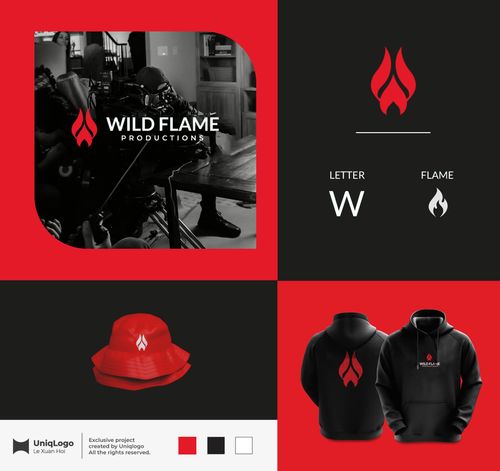 WILD FLAME
PRODUCTIONS
LETTER
FLAME
W
WILD FLAME
UniqLogo
Le Xuan Hoi
Exclusive project
created by Uniqlogo
All the rights reserved.